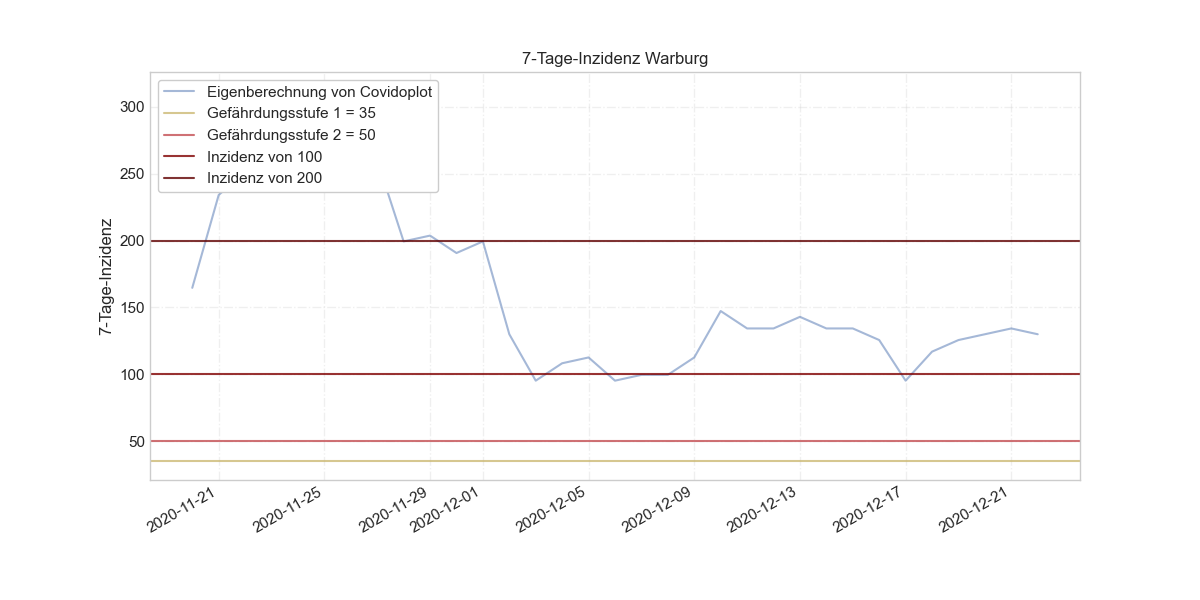 7-Tage-Inzidenz Warburg
Eigenberechnung von Covidoplot
Gefährdungsstufe 1 = 35
Gefährdungsstufe 2 = 50
Inzidenz von 100
Inzidenz von 200
7-Tage-Inzidenz
300
250
200
150
100
50
2020-11-21
2020-11-25
2020-11-29
2020-12-01
2020-12-05
2020-12-09
2020-12-13
2020-12-17
2020-12-21